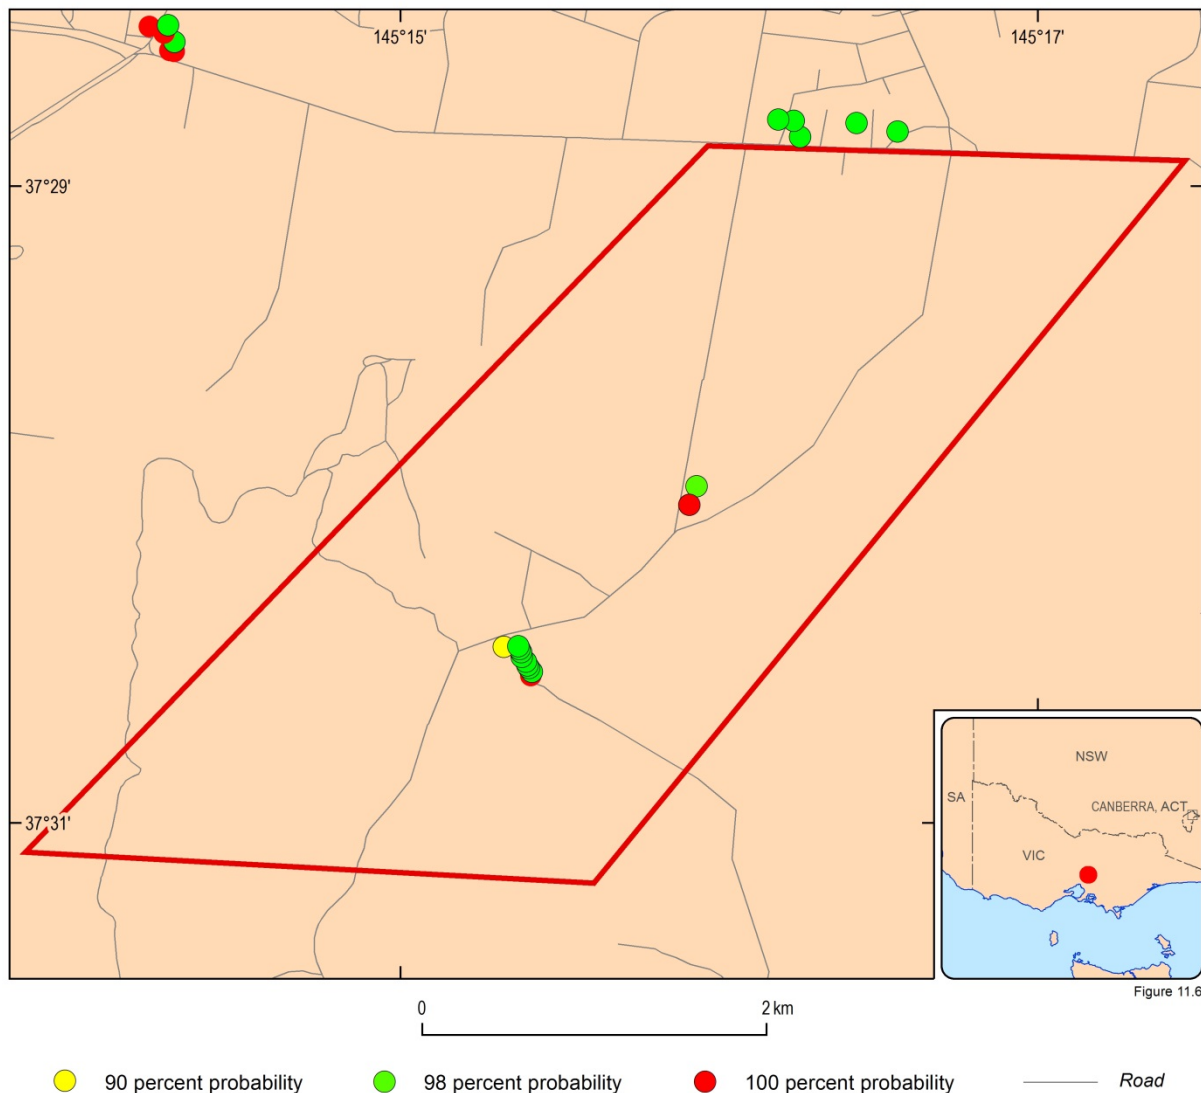 145°15'
145°17'
37°29'
37°31'
NSW
SA
CANBERRA, ACT
VIC
Figure 11.6
0
2 km
90 percent probability
98 percent probability
100 percent probability
Road